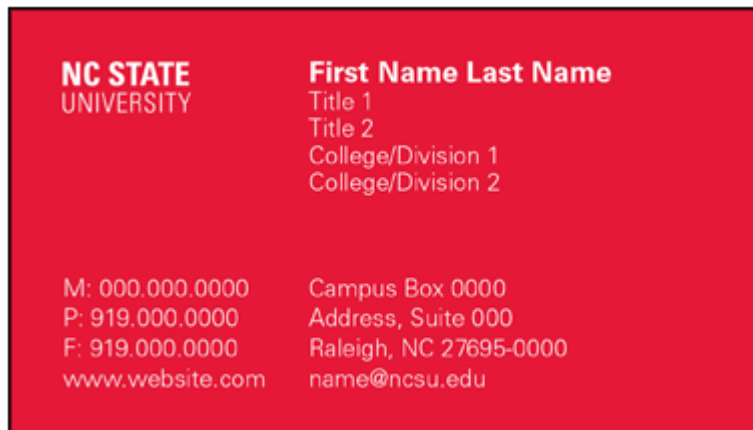 NC STATE
UNIVERSITY
First Name Last Name
Title 1
Title 2
College/Division 1
College/Division 2
M: 000.000.0000
P: 919.000.0000
F: 919.000.0000
www.website.com
Campus Box 0000
Address, Suite 000
Raleigh, NC 27695-0000
name@ncsu.edu